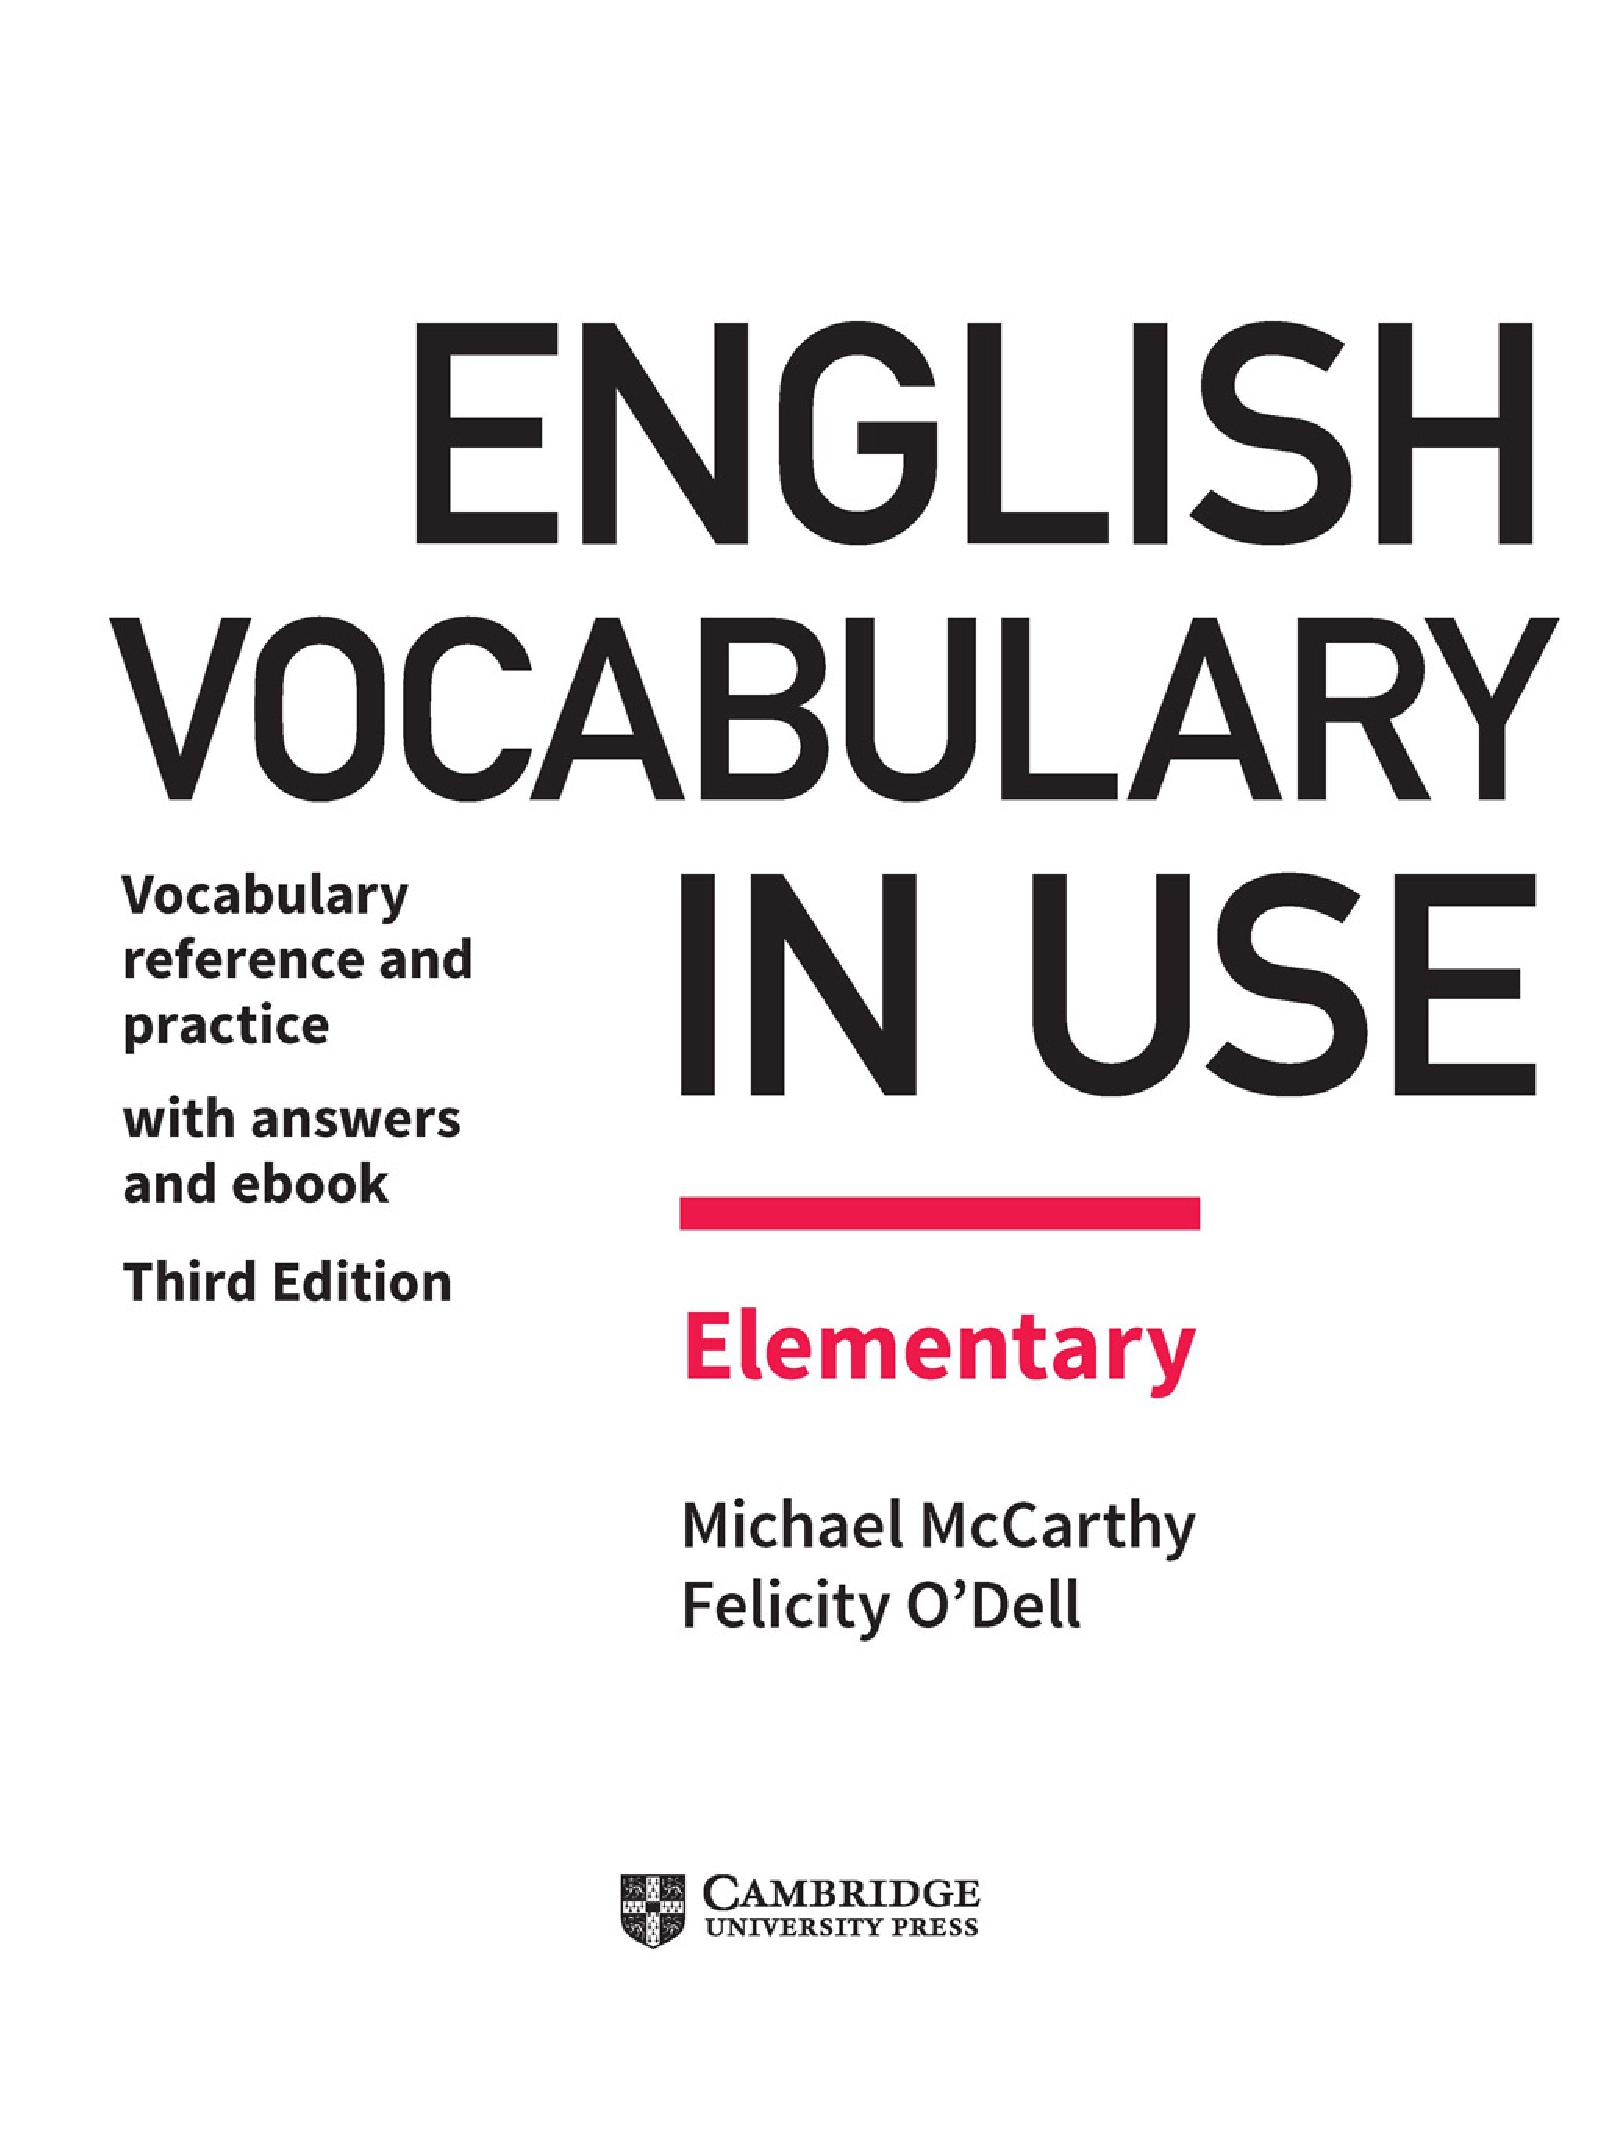 ENGLISH
VOCABULARY
IN USE
Vocabulary
reference and
practice
with answers
and ebook
Third Edition
Elementary
Michael McCarthy
Felicity O’Dell
CAMBRIDGE
UNIVERSITY PRESS